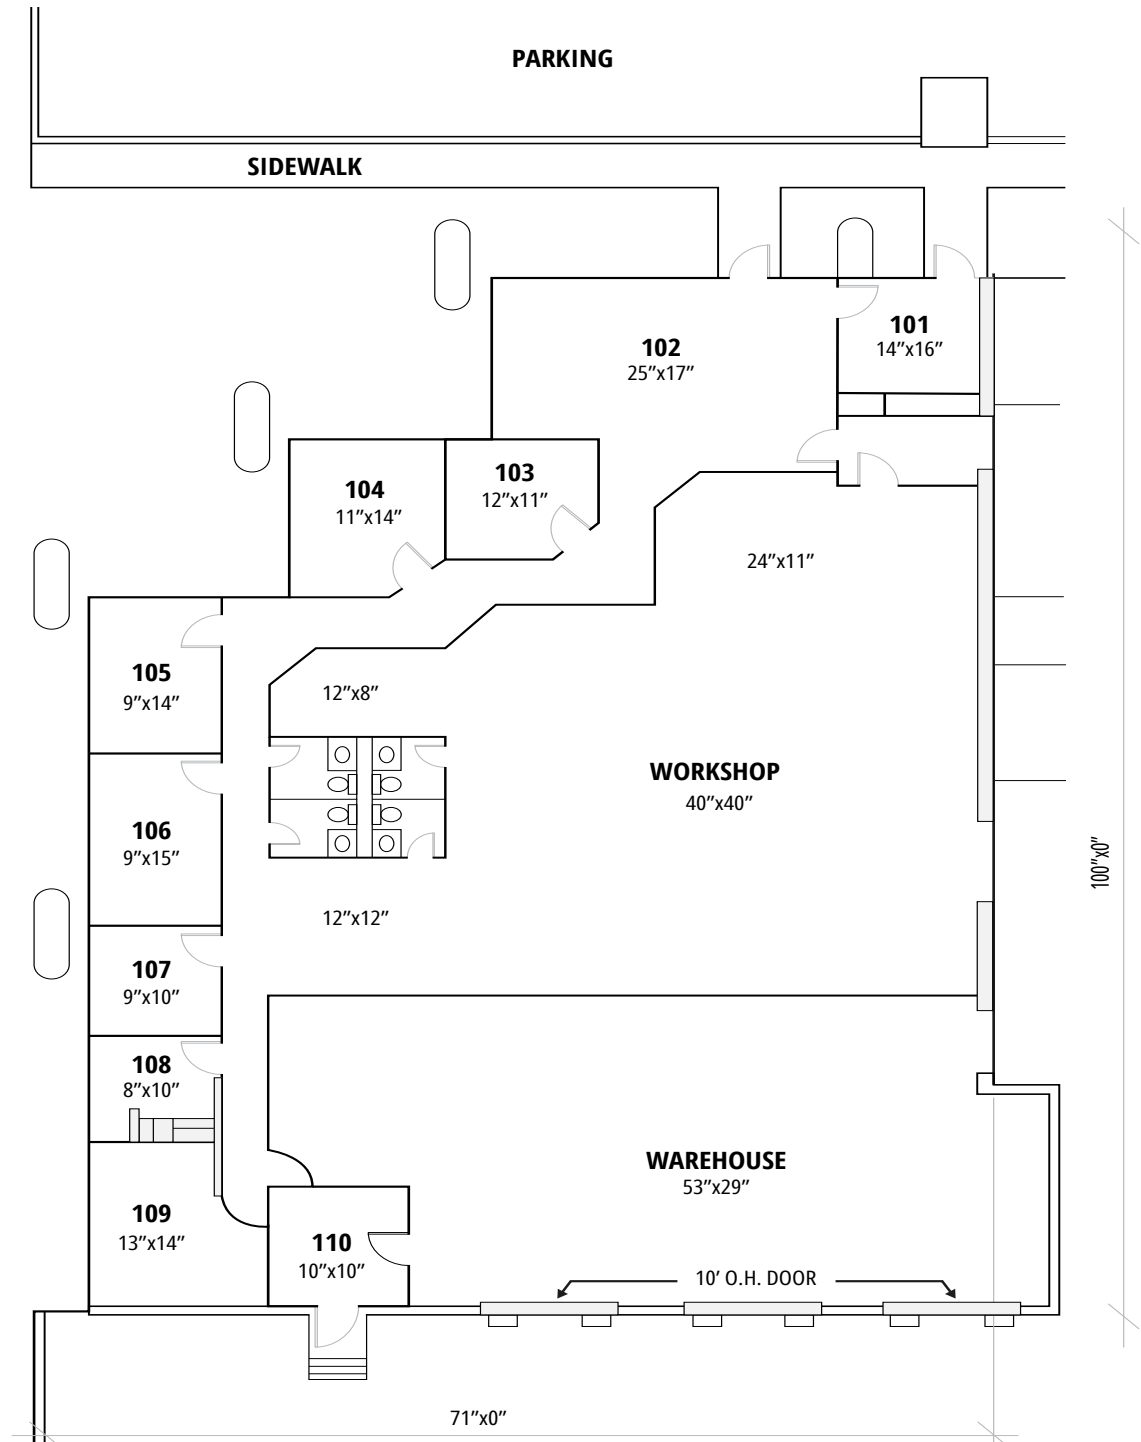 PARKING
SIDEWALK
101
14”x16”
102
25”x17”
103
12”x11”
104
11”x14”
24”x11”
105
9”x14”
12”x8”
WORKSHOP
40”x40”
106
9”x15”
100”x0”
12”x12”
107
9”x10”
108
8”x10”
WAREHOUSE
53”x29”
109
13”x14”
110
10”x10”
10’ O.H. DOOR
71”x0”